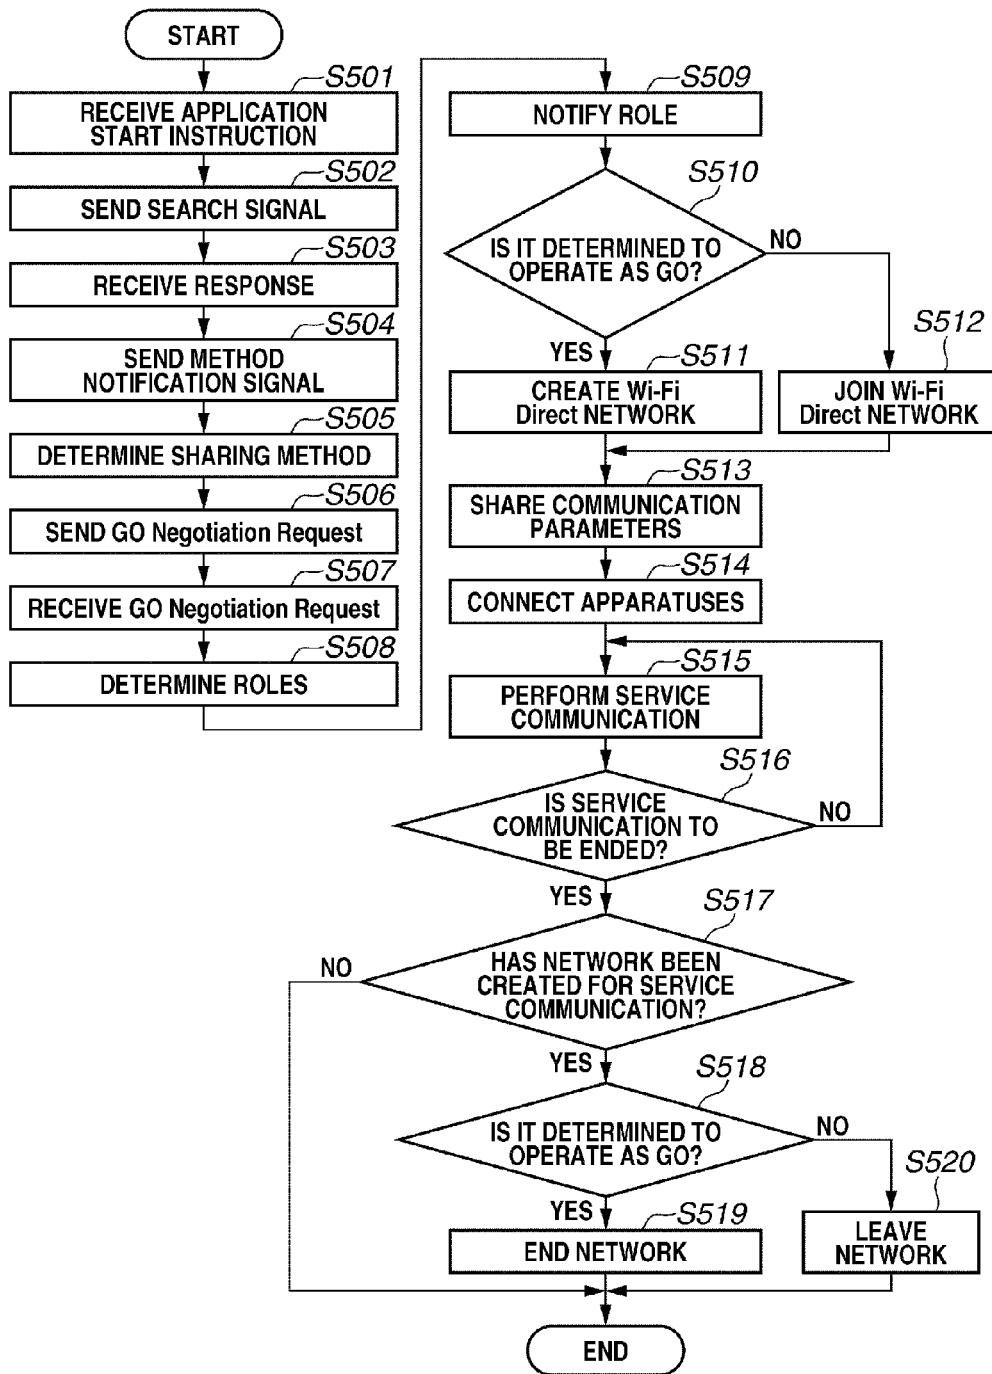 START
S501
RECEIVE APPLICATION
START INSTRUCTION
S502
SEND SEARCH SIGNAL
S503
RECEIVE RESPONSE
S504
SEND METHOD
NOTIFICATION SIGNAL
S505
DETERMINE SHARING METHOD
S506
SEND GO Negotiation Request
S507
RECEIVE GO Negotiation Request
S508
DETERMINE ROLES
S509
NOTIFY ROLE
S510
IS IT DETERMINED TO
OPERATE AS GO?
NO
YES
S511
CREATE Wi-Fi
Direct NETWORK
S512
JOIN Wi-Fi
Direct NETWORK
S513
SHARE COMMUNICATION
PARAMETERS
S514
CONNECT APPARATUSES
S515
PERFORM SERVICE
COMMUNICATION
S516
IS SERVICE
COMMUNICATION TO
BE ENDED?
NO
YES
S517
HAS NETWORK BEEN
CREATED FOR SERVICE
COMMUNICATION?
NO
YES
S518
IS IT DETERMINED TO
OPERATE AS GO?
NO
YES
S519
END NETWORK
S520
LEAVE
NETWORK
END